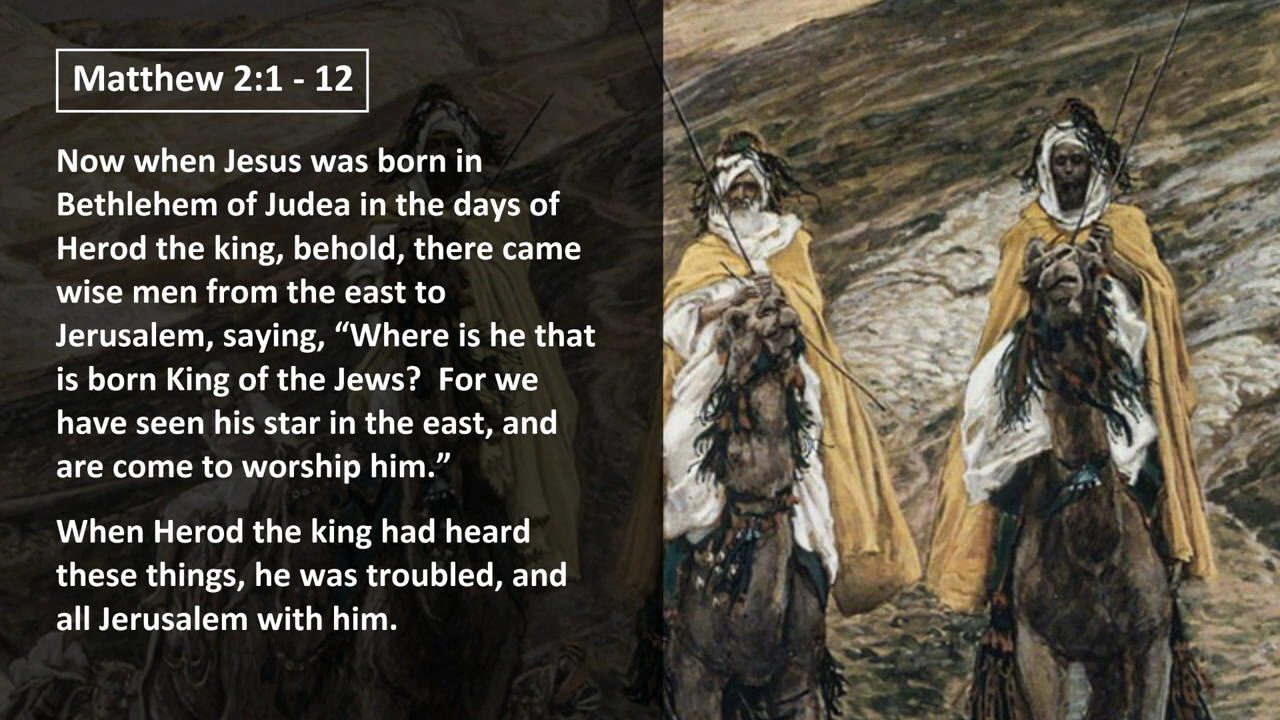 Matthew 2:1 - 12
Now when Jesus was born in
Bethlehem of Judea in the days of
Herod the king, behold, there came
wise men from the east to
Jerusalem, saying, “Where is he that
is born King of the Jews?  For we
have seen his star in the east, and
are come to worship him.”
When Herod the king had heard
these things, he was troubled, and
all Jerusalem with him.